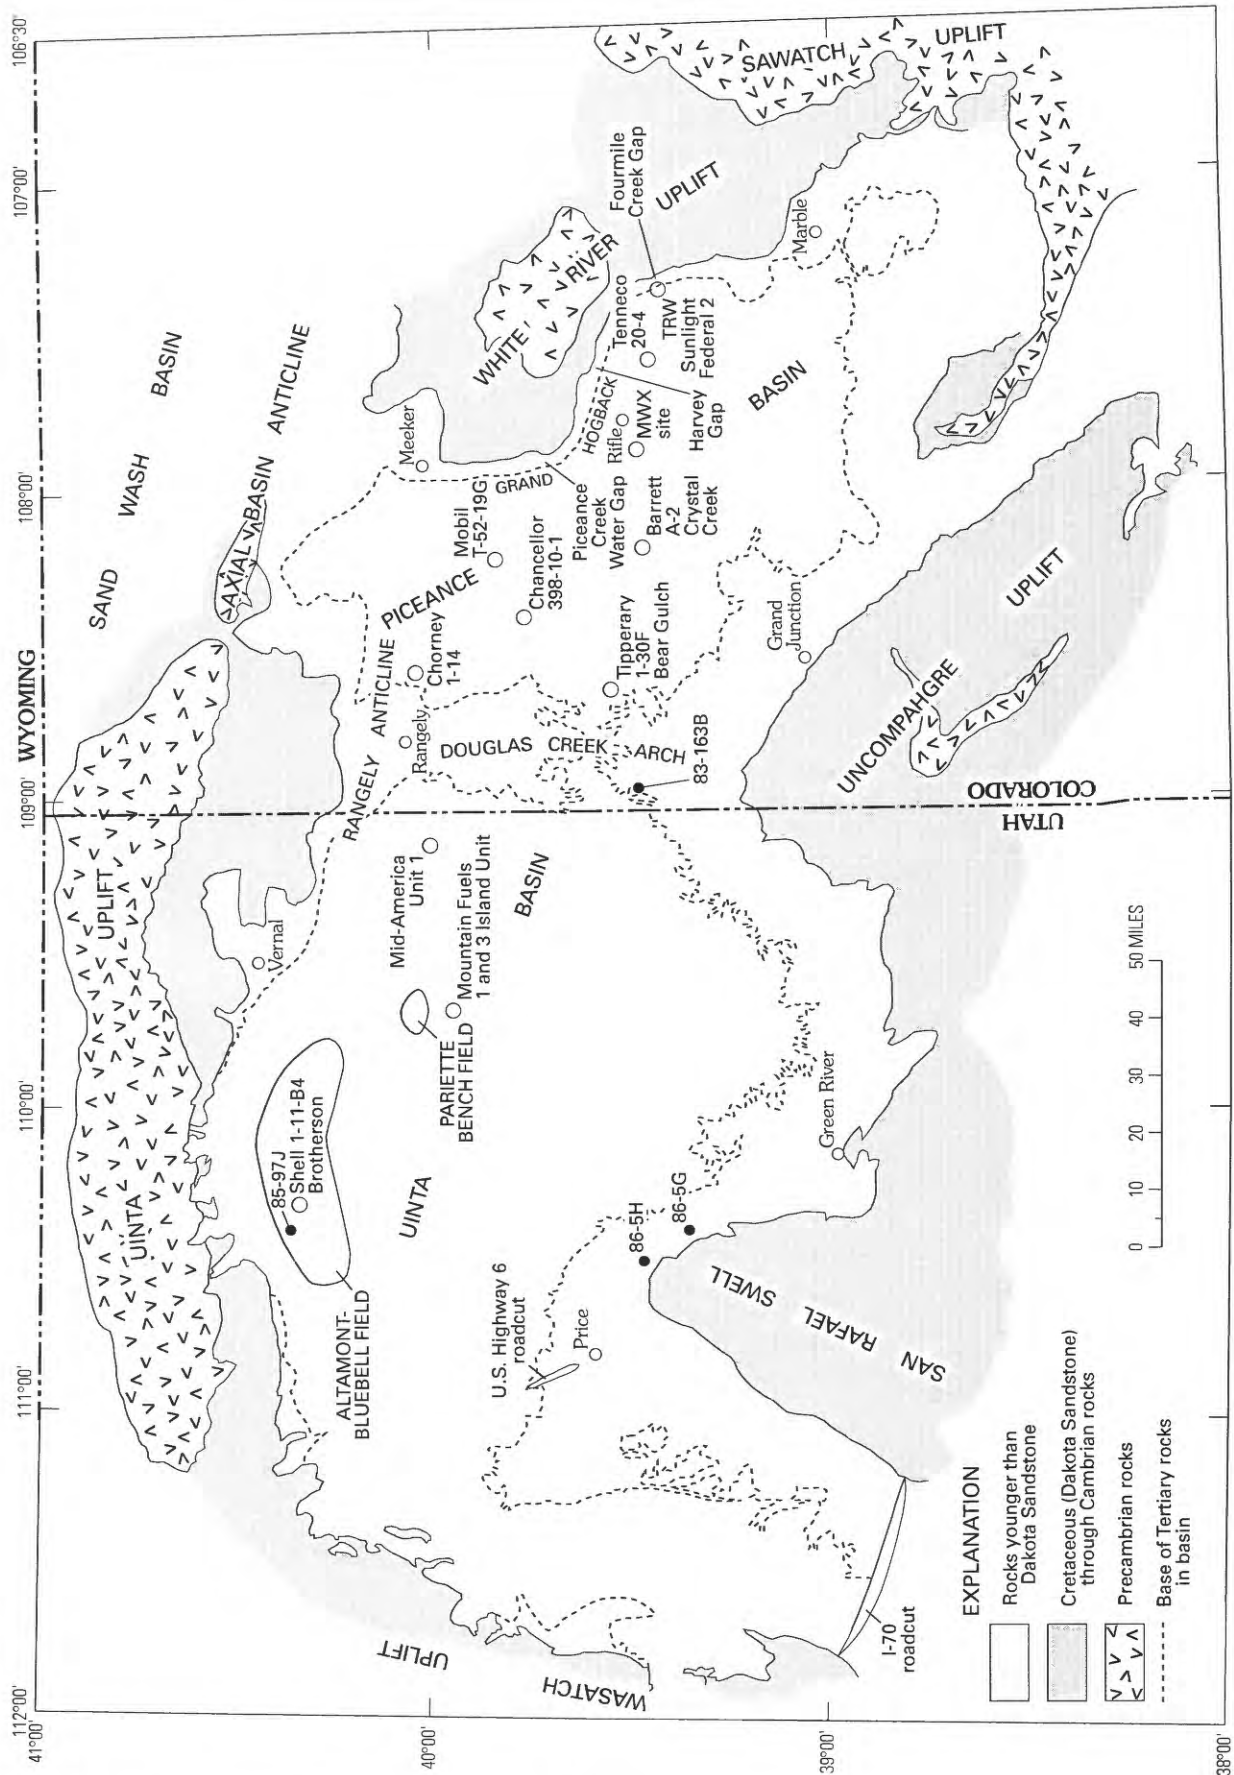 112°00'
111°00'
110°00'
109°00'
108°00'
107°00'
106°30'
41°00'
40°00'
39°00'
38°00'
WYOMING
SAND
WASH
BASIN
UINTA
UPLIFT
AXIAL
BASIN
ANTICLINE
Vernal
Meeker
RANGELY
ANTICLINE
Rangely
Chorney
1-14
PICEANCE
Mobil
T-52-19G
Chancellor
398-10-1
GRAND
HOGBACK
WHITE
RIVER
UPLIFT
SAWATCH
UPLIFT
85-97J
Shell 1-11-B4
Brotherson
ALTAMONT-
BLUEBELL FIELD
PARIETTE
BENCH FIELD
Mid-America
Unit 1
Mountain Fuels
1 and 3 Island Unit
UINTA
BASIN
DOUGLAS
CREEK
ARCH
Tipperary
1-30F
Bear Gulch
83-163B
Piceance
Creek
Water Gap
Barrett
A-2
Crystal
Creek
Rifle
MWX
site
Harvey
Gap
Tenneco
20-4
TRW
Sunlight
Federal 2
Fourmile
Creek Gap
Marble
BASIN
WASATCH
UPLIFT
U.S. Highway 6
roadcut
Price
86-5H
86-5G
Green River
SAN
RAFAEL
SWELL
I-70
roadcut
Grand
Junction
UNCOMPAHGRE
UPLIFT
UTAH
COLORADO
EXPLANATION
Rocks younger than
Dakota Sandstone
Cretaceous (Dakota Sandstone)
through Cambrian rocks
Precambrian rocks
Base of Tertiary rocks
in basin
0
10
20
30
40
50 MILES